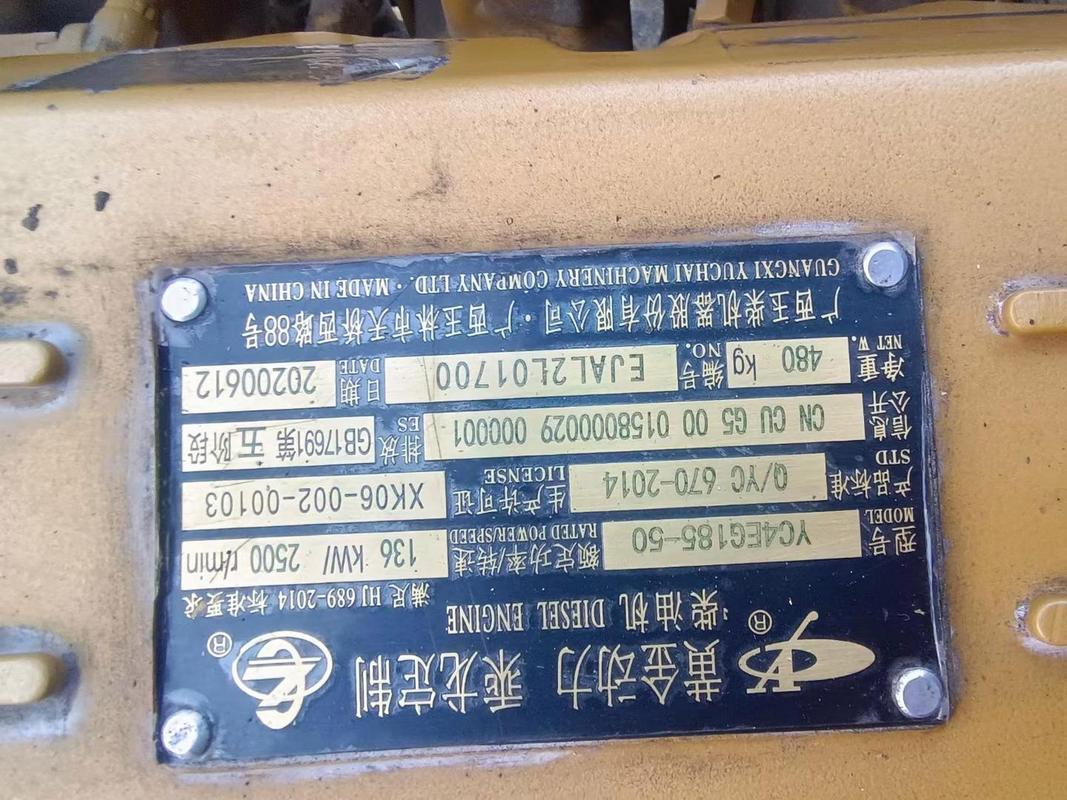 黄金动力 乘龙定制
柴油机 DIESEL ENGINE 满足 HJ 689-2014 标准要求
型号 MODEL YC4EG185-50 额定功率/转速 RATED POWER/SPEED 136 kW/ 2500 r/min
产品标准 STD Q/YC 670-2014 生产许可证 LICENSE XK06-002-00103
信息公开 CN CU G5 00 0158000029 000001 排放 ES GB17691第 五 阶段
净重 NET W. 480 kg 编号 NO. EJAL2L01700 日期 DATE 20200612
广西玉柴机器股份有限公司·广西玉林市天桥西路88号
GUANGXI YUCHAI MACHINERY COMPANY LTD. · MADE IN CHINA